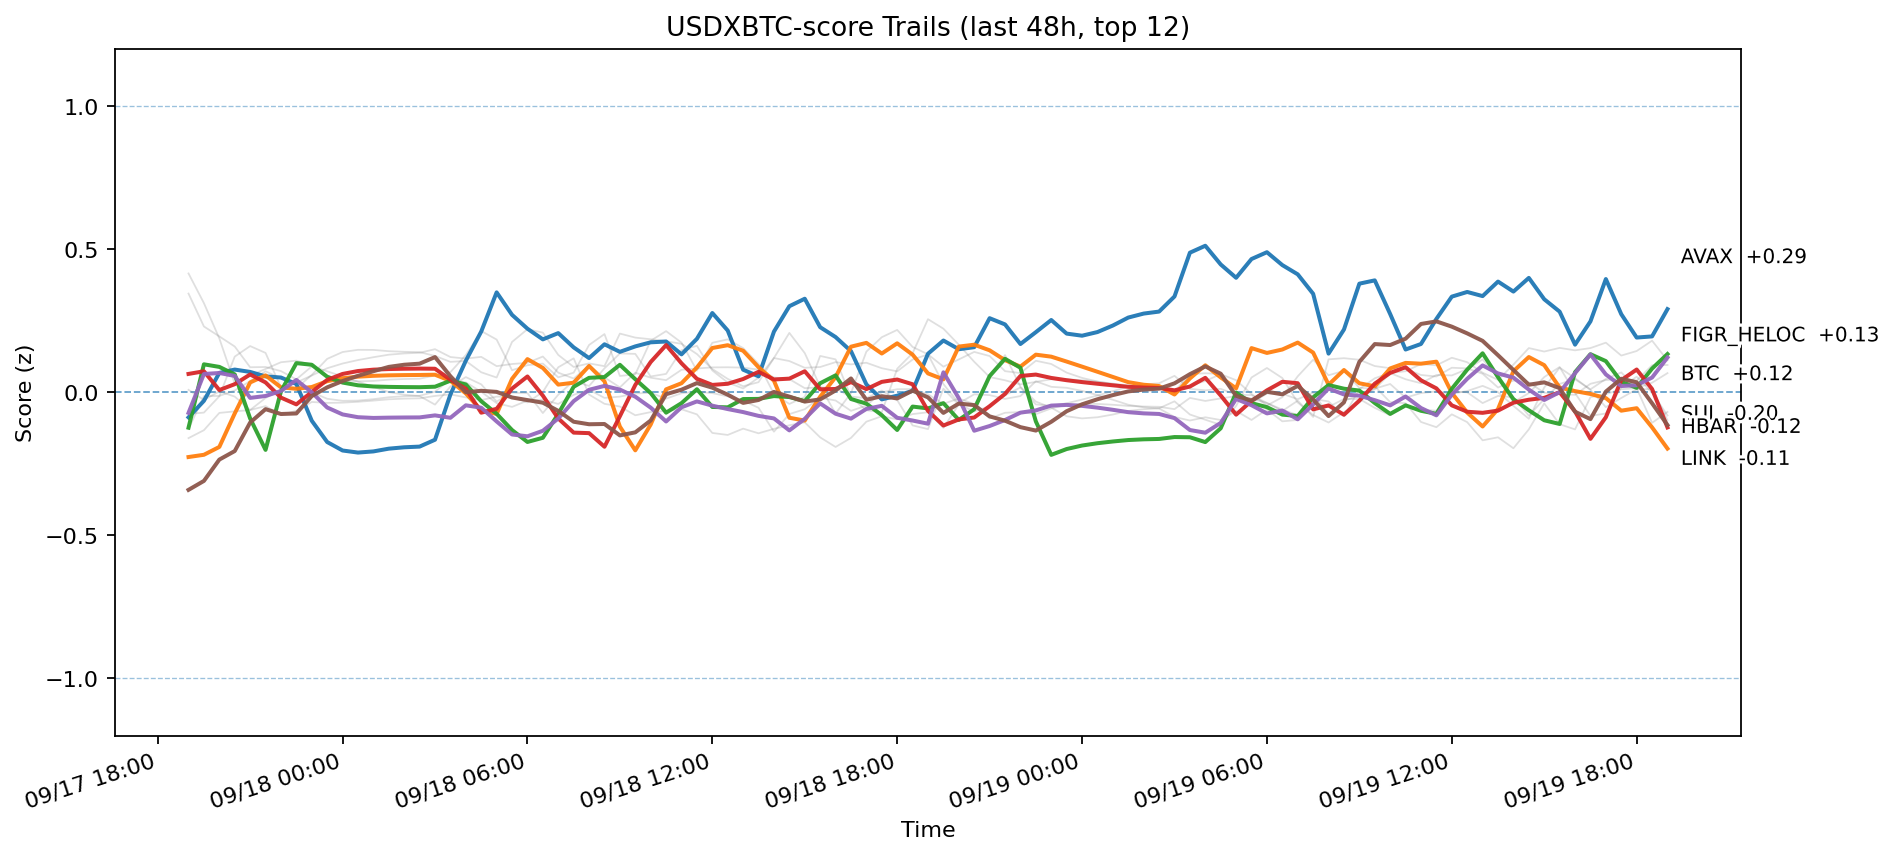 USDXBTC-score Trails (last 48h, top 12)
Score (z)
1.0
0.5
0.0
−0.5
−1.0
AVAX +0.29
FIGR_HELOC +0.13
BTC +0.12
SUI -0.20
HBAR -0.12
LINK -0.11
09/17 18:00
09/18 00:00
09/18 06:00
09/18 12:00
09/18 18:00
09/19 00:00
09/19 06:00
09/19 12:00
09/19 18:00
Time